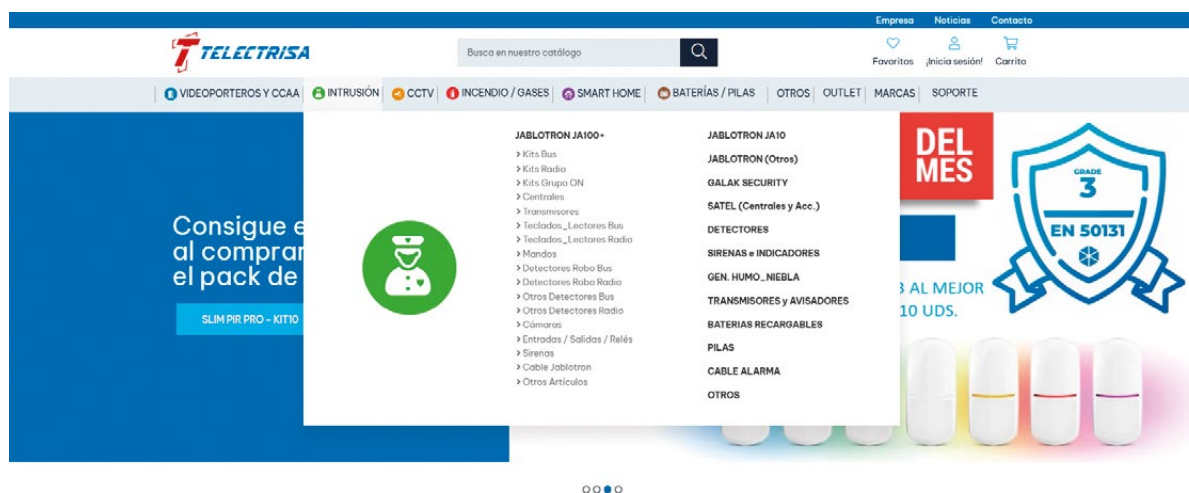 Empresa Noticias Contacto
TELECTRISA
Busca en nuestro catálogo
Favoritos ¡Inicia sesión! Carrito
VIDEOPORTEROS Y CCAA INTRUSIÓN CCTV INCENDIO / GASES SMART HOME BATERÍAS / PILAS OTROS OUTLET MARCAS SOPORTE
JABLOTRON JA100+
> Kits Bus
> Kits Radio
> Kits Grupo ON
> Centrales
> Transmisores
> Teclados_Lectores Bus
> Teclados_Lectores Radio
> Mandos
> Detectores Robo Bus
> Detectores Robo Radio
> Otros Detectores Bus
> Otros Detectores Radio
> Cámaras
> Entradas / Salidas / Relés
> Sirenas
> Cable Jablotron
> Otros Artículos
JABLOTRON JA10
JABLOTRON (Otros)
GALAK SECURITY
SATEL (Centrales y Acc.)
DETECTORES
SIRENAS e INDICADORES
GEN. HUMO_NIEBLA
TRANSMISORES y AVISADORES
BATERIAS RECARGABLES
PILAS
CABLE ALARMA
OTROS
Consigue e
al comprar
el pack de
SLIM PIR PRO - KIT10
DEL
MES
GRADE
3
EN 50131
3 AL MEJOR
10 UDS.